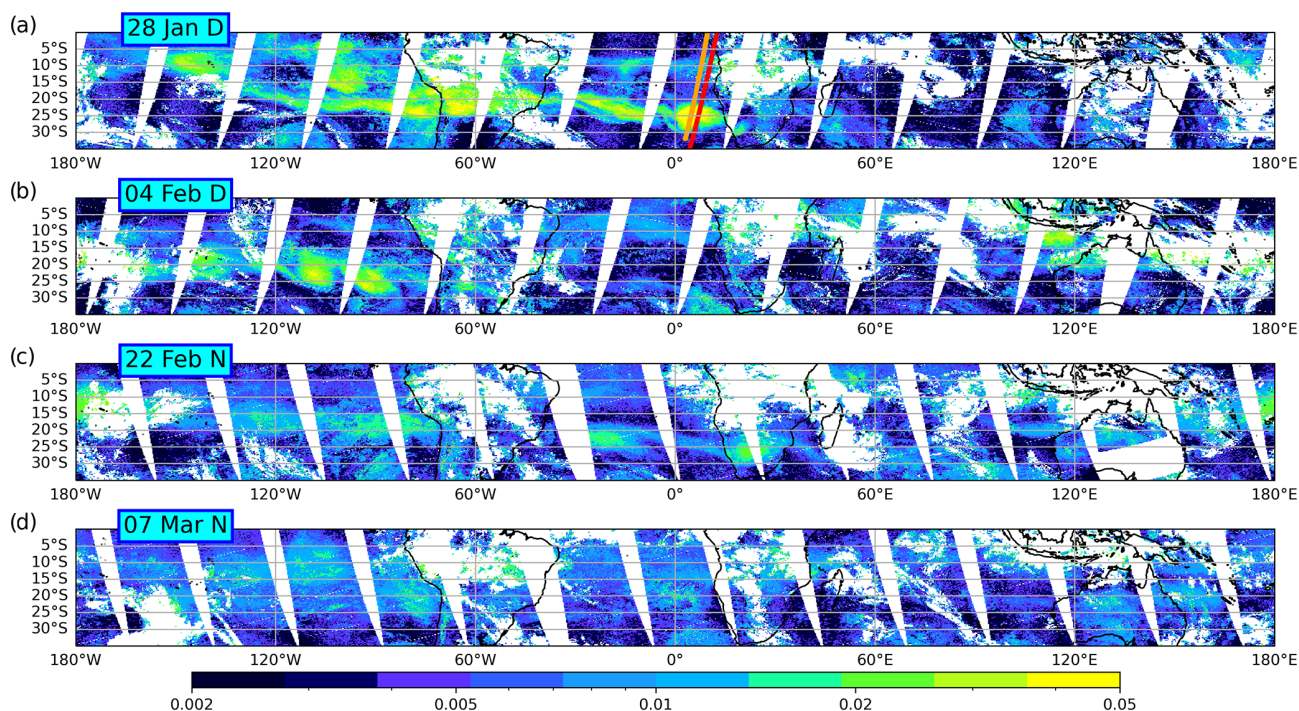 (a)
28 Jan D
5°S
10°S
15°S
20°S
25°S
30°S
180°W 120°W 60°W 0° 60°E 120°E 180°E
(b)
04 Feb D
5°S
10°S
15°S
20°S
25°S
30°S
180°W 120°W 60°W 0° 60°E 120°E 180°E
(c)
22 Feb N
5°S
10°S
15°S
20°S
25°S
30°S
180°W 120°W 60°W 0° 60°E 120°E 180°E
(d)
07 Mar N
5°S
10°S
15°S
20°S
25°S
30°S
180°W 120°W 60°W 0° 60°E 120°E 180°E
0.002 0.005 0.01 0.02 0.05